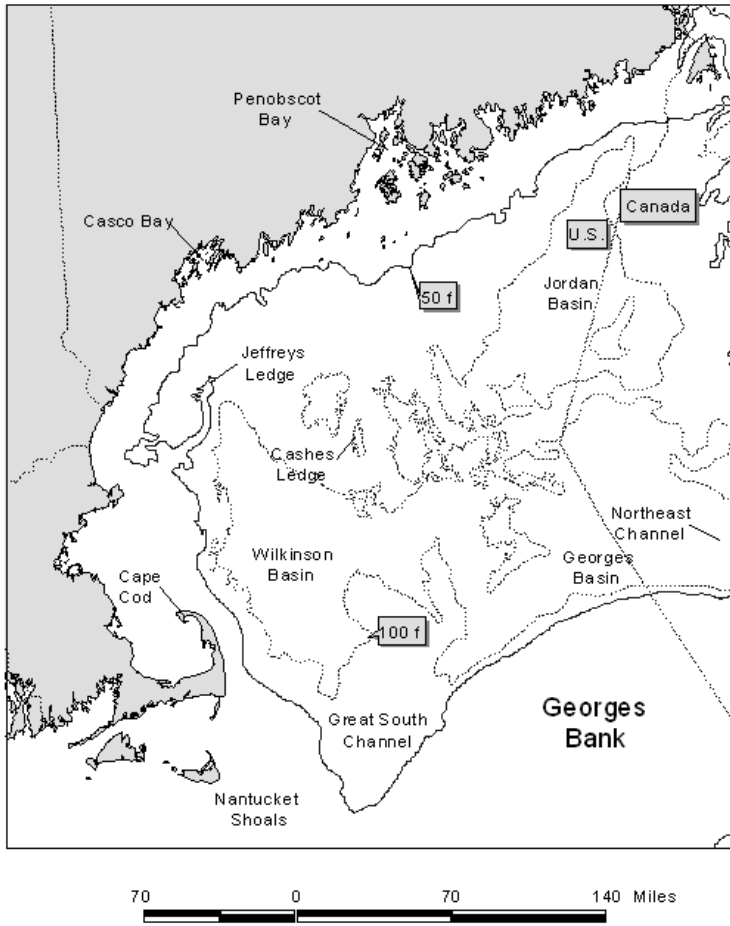 Penobscot
Bay
Canada
Casco Bay
U.S.
Jordan
Basin
50 f
Jeffreys
Ledge
Cashes
Ledge
Northeast
Channel
Wilkinson
Basin
Georges
Basin
Cape
Cod
100 f
Georges
Bank
Great South
Channel
Nantucket
Shoals
70 0 70 140 Miles